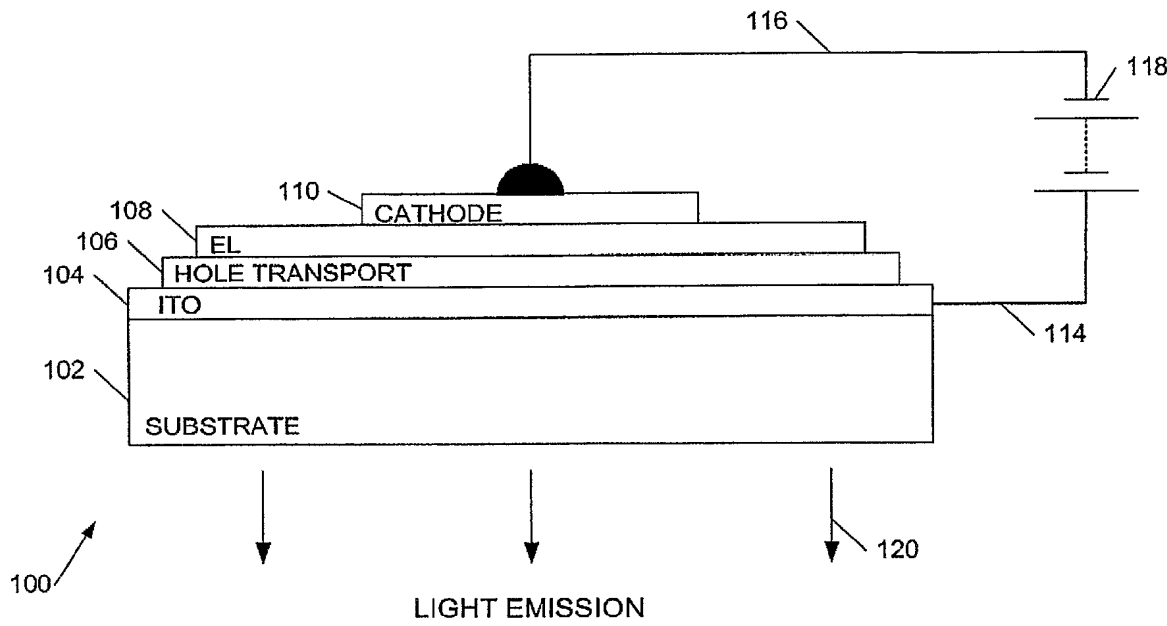 116
118
110
CATHODE
108
EL
106
HOLE TRANSPORT
104
ITO
114
102
SUBSTRATE
120
100
LIGHT EMISSION